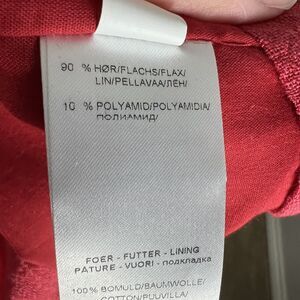 90 % HØR/FLACHS/FLAX/
LIN/PELLAVAA/ЛЁН/
10 % POLYAMID/POLYAMIDIA/
ПОЛИАМИД/
FOER - FUTTER - LINING
PATURE - VUORI - ПОДКЛАДКА
100% BOMULD/BAUMWOLLE/
COTTON/PUUVILLA/